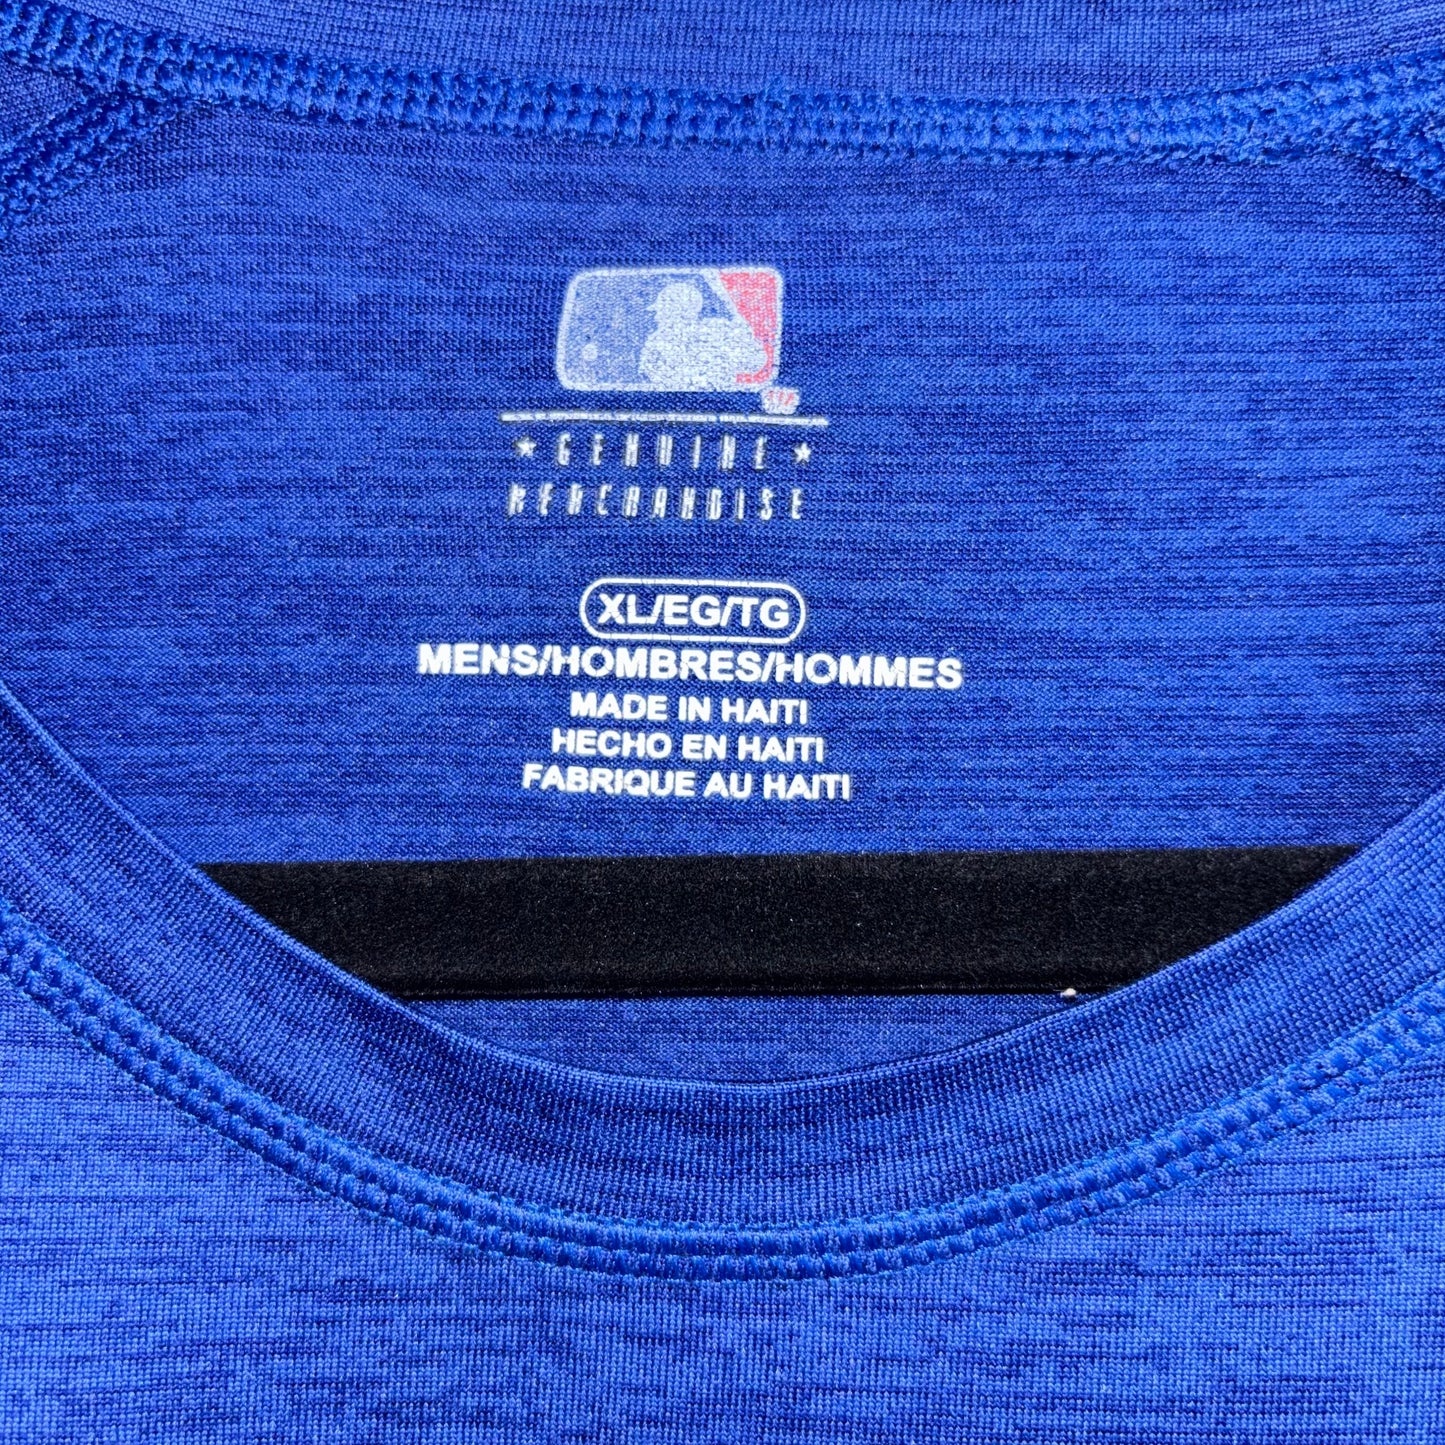 ★ GENUINE ★
MERCHANDISE
XL/EG/TG
MENS/HOMBRES/HOMMES
MADE IN HAITI
HECHO EN HAITI
FABRIQUE AU HAITI